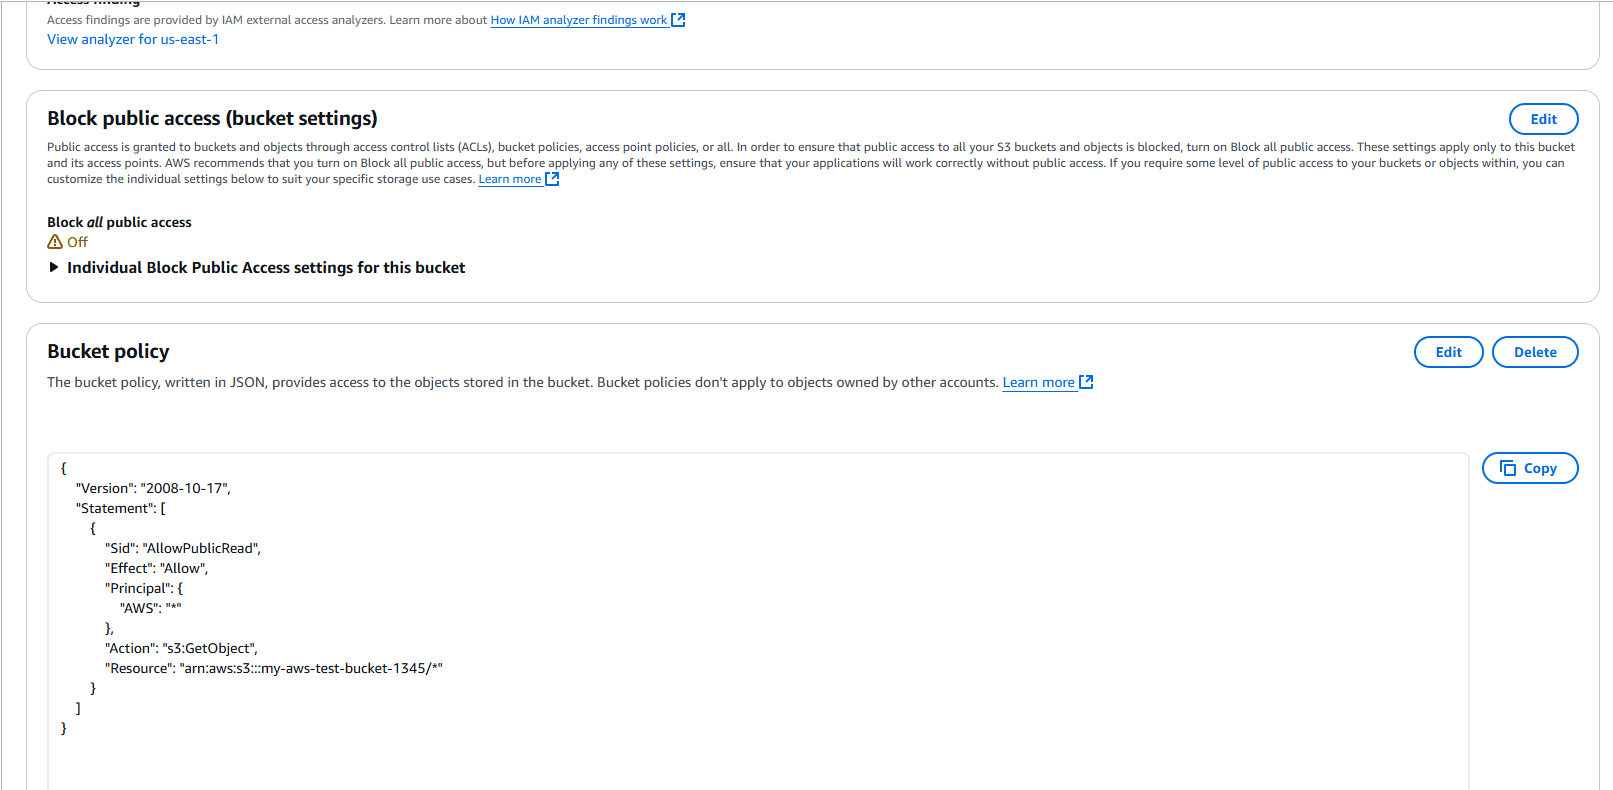 Access finding
Access findings are provided by IAM external access analyzers. Learn more about How IAM analyzer findings work
View analyzer for us-east-1
Block public access (bucket settings)
Edit
Public access is granted to buckets and objects through access control lists (ACLs), bucket policies, access point policies, or all. In order to ensure that public access to all your S3 buckets and objects is blocked, turn on Block all public access. These settings apply only to this bucket
and its access points. AWS recommends that you turn on Block all public access, but before applying any of these settings, ensure that your applications will work correctly without public access. If you require some level of public access to your buckets or objects within, you can
customize the individual settings below to suit your specific storage use cases. Learn more
Block all public access
Off
Individual Block Public Access settings for this bucket
Bucket policy
Edit
Delete
The bucket policy, written in JSON, provides access to the objects stored in the bucket. Bucket policies don't apply to objects owned by other accounts. Learn more
Copy
{
"Version": "2008-10-17",
"Statement": [
{
"Sid": "AllowPublicRead",
"Effect": "Allow",
"Principal": {
"AWS": "*"
},
"Action": "s3:GetObject",
"Resource": "arn:aws:s3:::my-aws-test-bucket-1345/*"
}
]
}